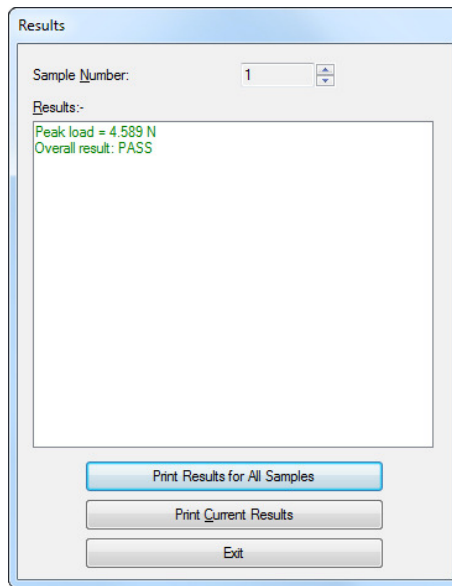 Results
Sample Number: 1
Results:-
Peak load = 4.589 N
Overall result: PASS
Print Results for All Samples
Print Current Results
Exit